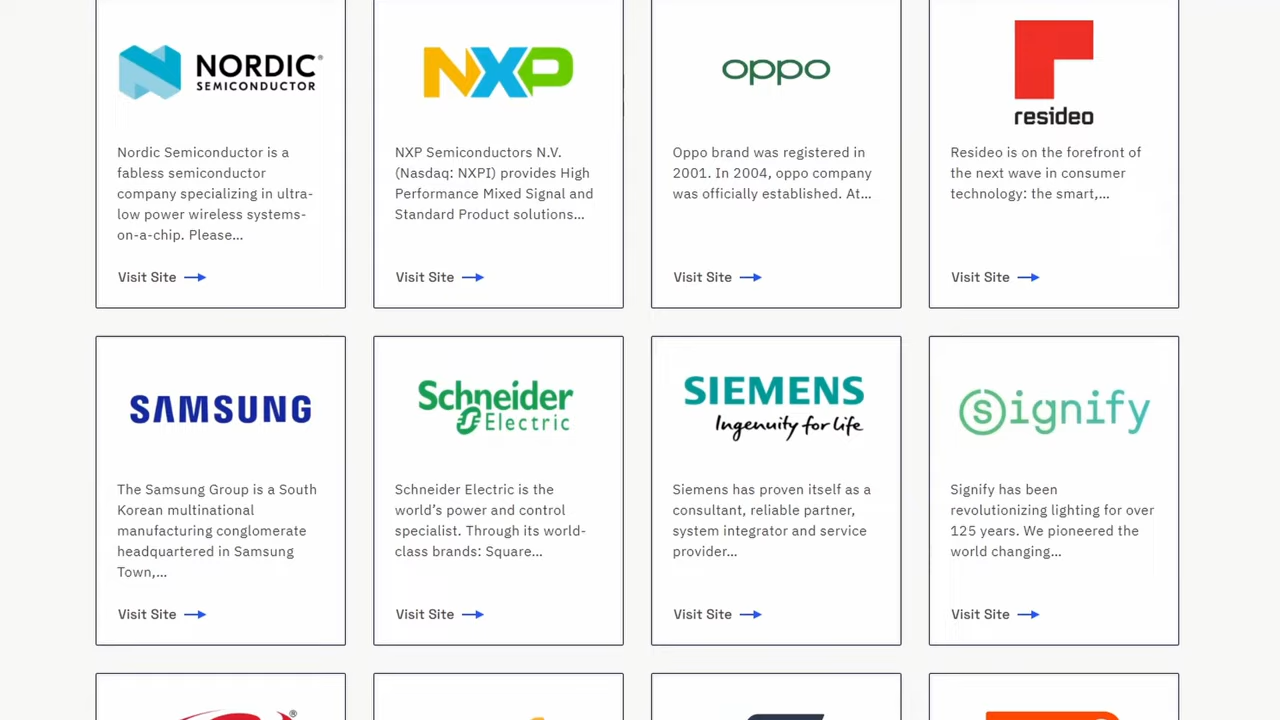 NORDIC®
SEMICONDUCTOR
Nordic Semiconductor is a
fabless semiconductor
company specializing in ultra-
low power wireless systems-
on-a-chip. Please...
Visit Site
NXP
NXP Semiconductors N.V.
(Nasdaq: NXPI) provides High
Performance Mixed Signal and
Standard Product solutions...
Visit Site
oppo
Oppo brand was registered in
2001. In 2004, oppo company
was officially established. At...
Visit Site
resideo
Resideo is on the forefront of
the next wave in consumer
technology: the smart,...
Visit Site
SAMSUNG
The Samsung Group is a South
Korean multinational
manufacturing conglomerate
headquartered in Samsung
Town,...
Visit Site
Schneider
Electric
Schneider Electric is the
world’s power and control
specialist. Through its world-
class brands: Square...
Visit Site
SIEMENS
Ingenuity for life
Siemens has proven itself as a
consultant, reliable partner,
system integrator and service
provider...
Visit Site
Signify
Signify has been
revolutionizing lighting for over
125 years. We pioneered the
world changing...
Visit Site
®